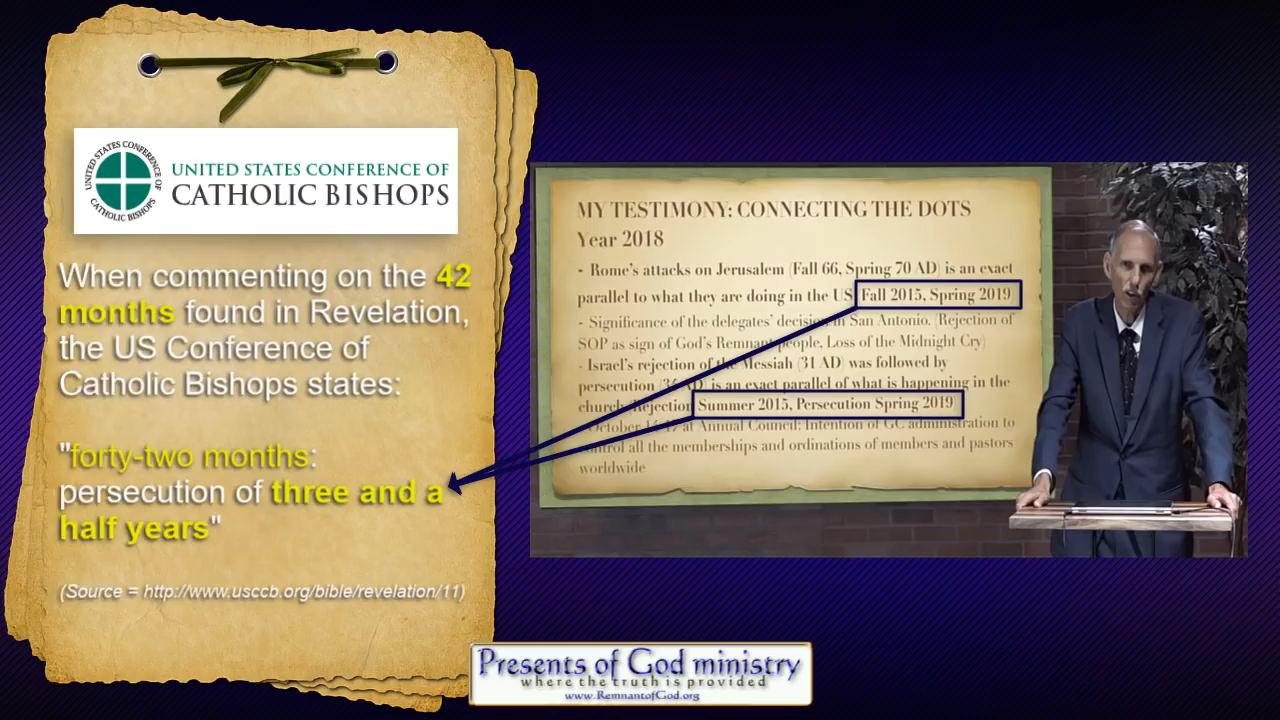 UNITED STATES CONFERENCE OF CATHOLIC BISHOPS
UNITED STATES CONFERENCE OF
CATHOLIC BISHOPS
When commenting on the 42
months found in Revelation,
the US Conference of
Catholic Bishops states:
"forty-two months:
persecution of three and a
half years"
(Source = http://www.usccb.org/bible/revelation/11)
MY TESTIMONY: CONNECTING THE DOTS
Year 2018
- Rome's attacks on Jerusalem (Fall 66, Spring 70 AD) is an exact
parallel to what they are doing in the US Fall 2015, Spring 2019
- Significance of the delegates' decision in San Antonio. (Rejection of
SOP as sign of God's Remnant people, Loss of the Midnight Cry)
- Israel's rejection of the Messiah (31 AD) was followed by
persecution (34 AD) is an exact parallel of what is happening in the
church Rejection Summer 2015, Persecution Spring 2019
October at Annual Council: Intention of GC administration to
control all the memberships and ordinations of members and pastors
worldwide
Presents of God ministry
where the truth is provided
www.RemnantofGod.org